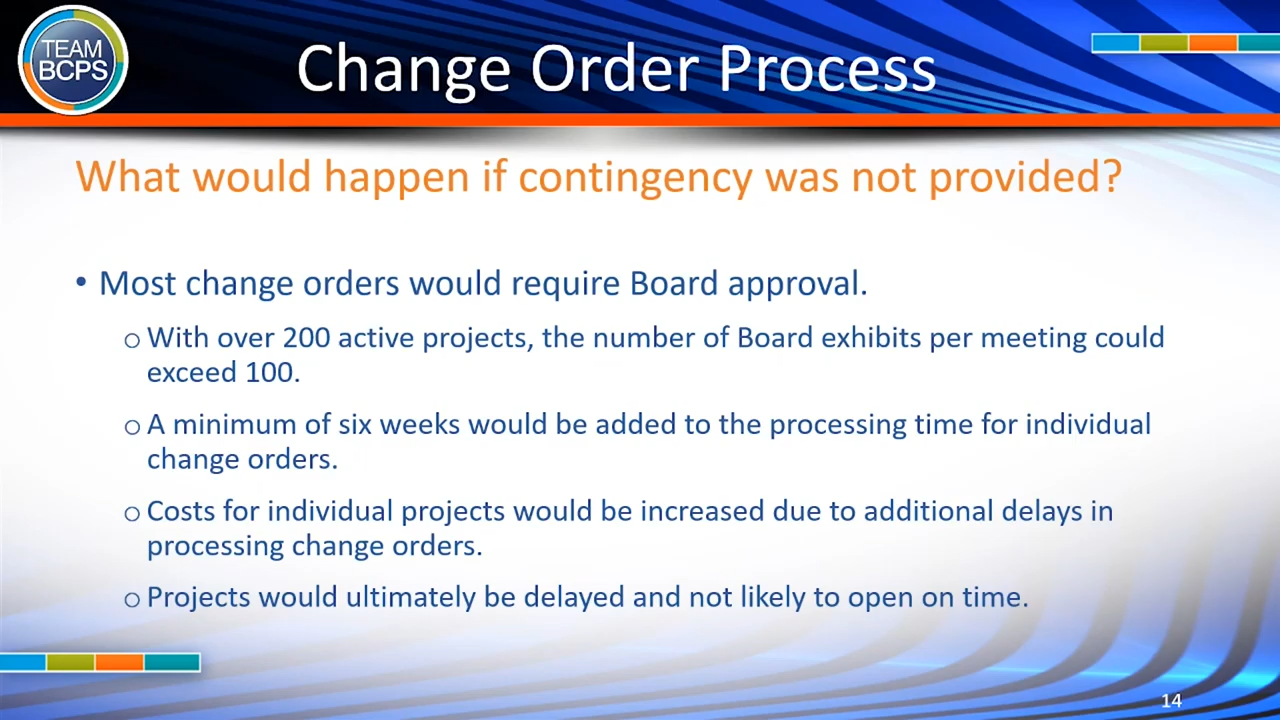 TEAM
BCPS
Change Order Process
What would happen if contingency was not provided?
• Most change orders would require Board approval.
o With over 200 active projects, the number of Board exhibits per meeting could
exceed 100.
o A minimum of six weeks would be added to the processing time for individual
change orders.
o Costs for individual projects would be increased due to additional delays in
processing change orders.
o Projects would ultimately be delayed and not likely to open on time.
14